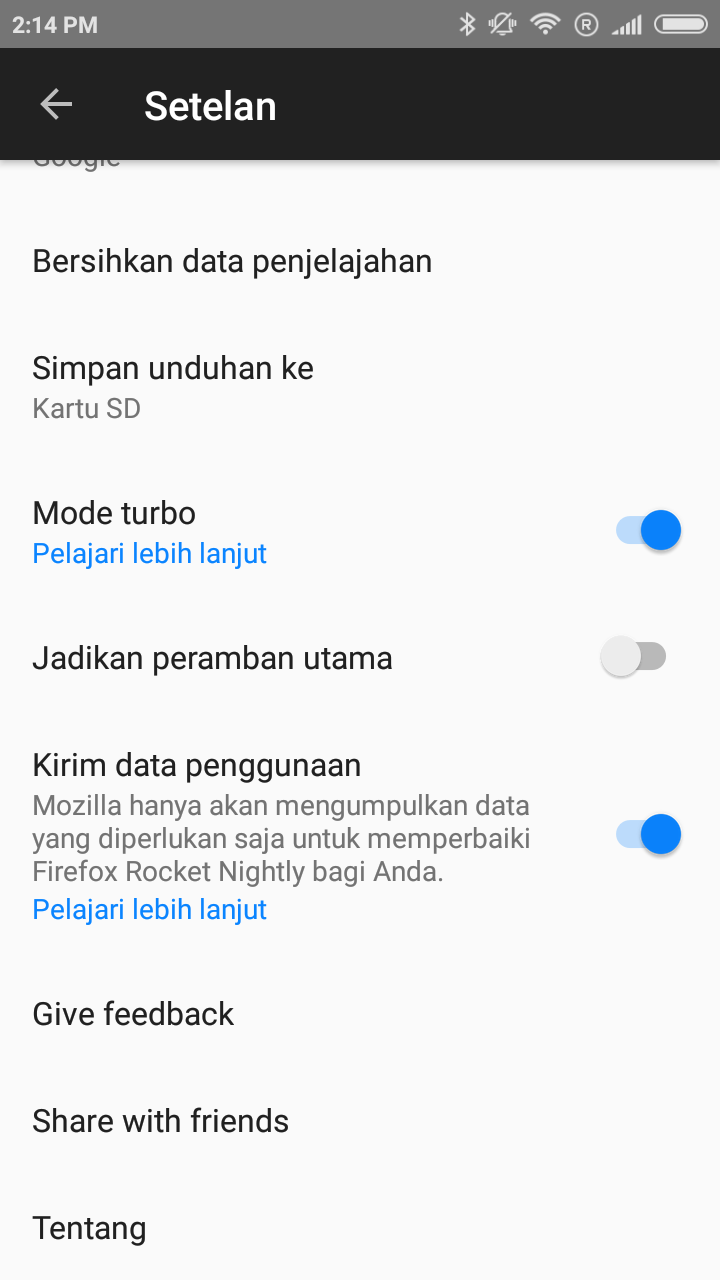 2:14 PM
Setelan
Google
Bersihkan data penjelajahan
Simpan unduhan ke
Kartu SD
Mode turbo
Pelajari lebih lanjut
Jadikan peramban utama
Kirim data penggunaan
Mozilla hanya akan mengumpulkan data
yang diperlukan saja untuk memperbaiki
Firefox Rocket Nightly bagi Anda.
Pelajari lebih lanjut
Give feedback
Share with friends
Tentang